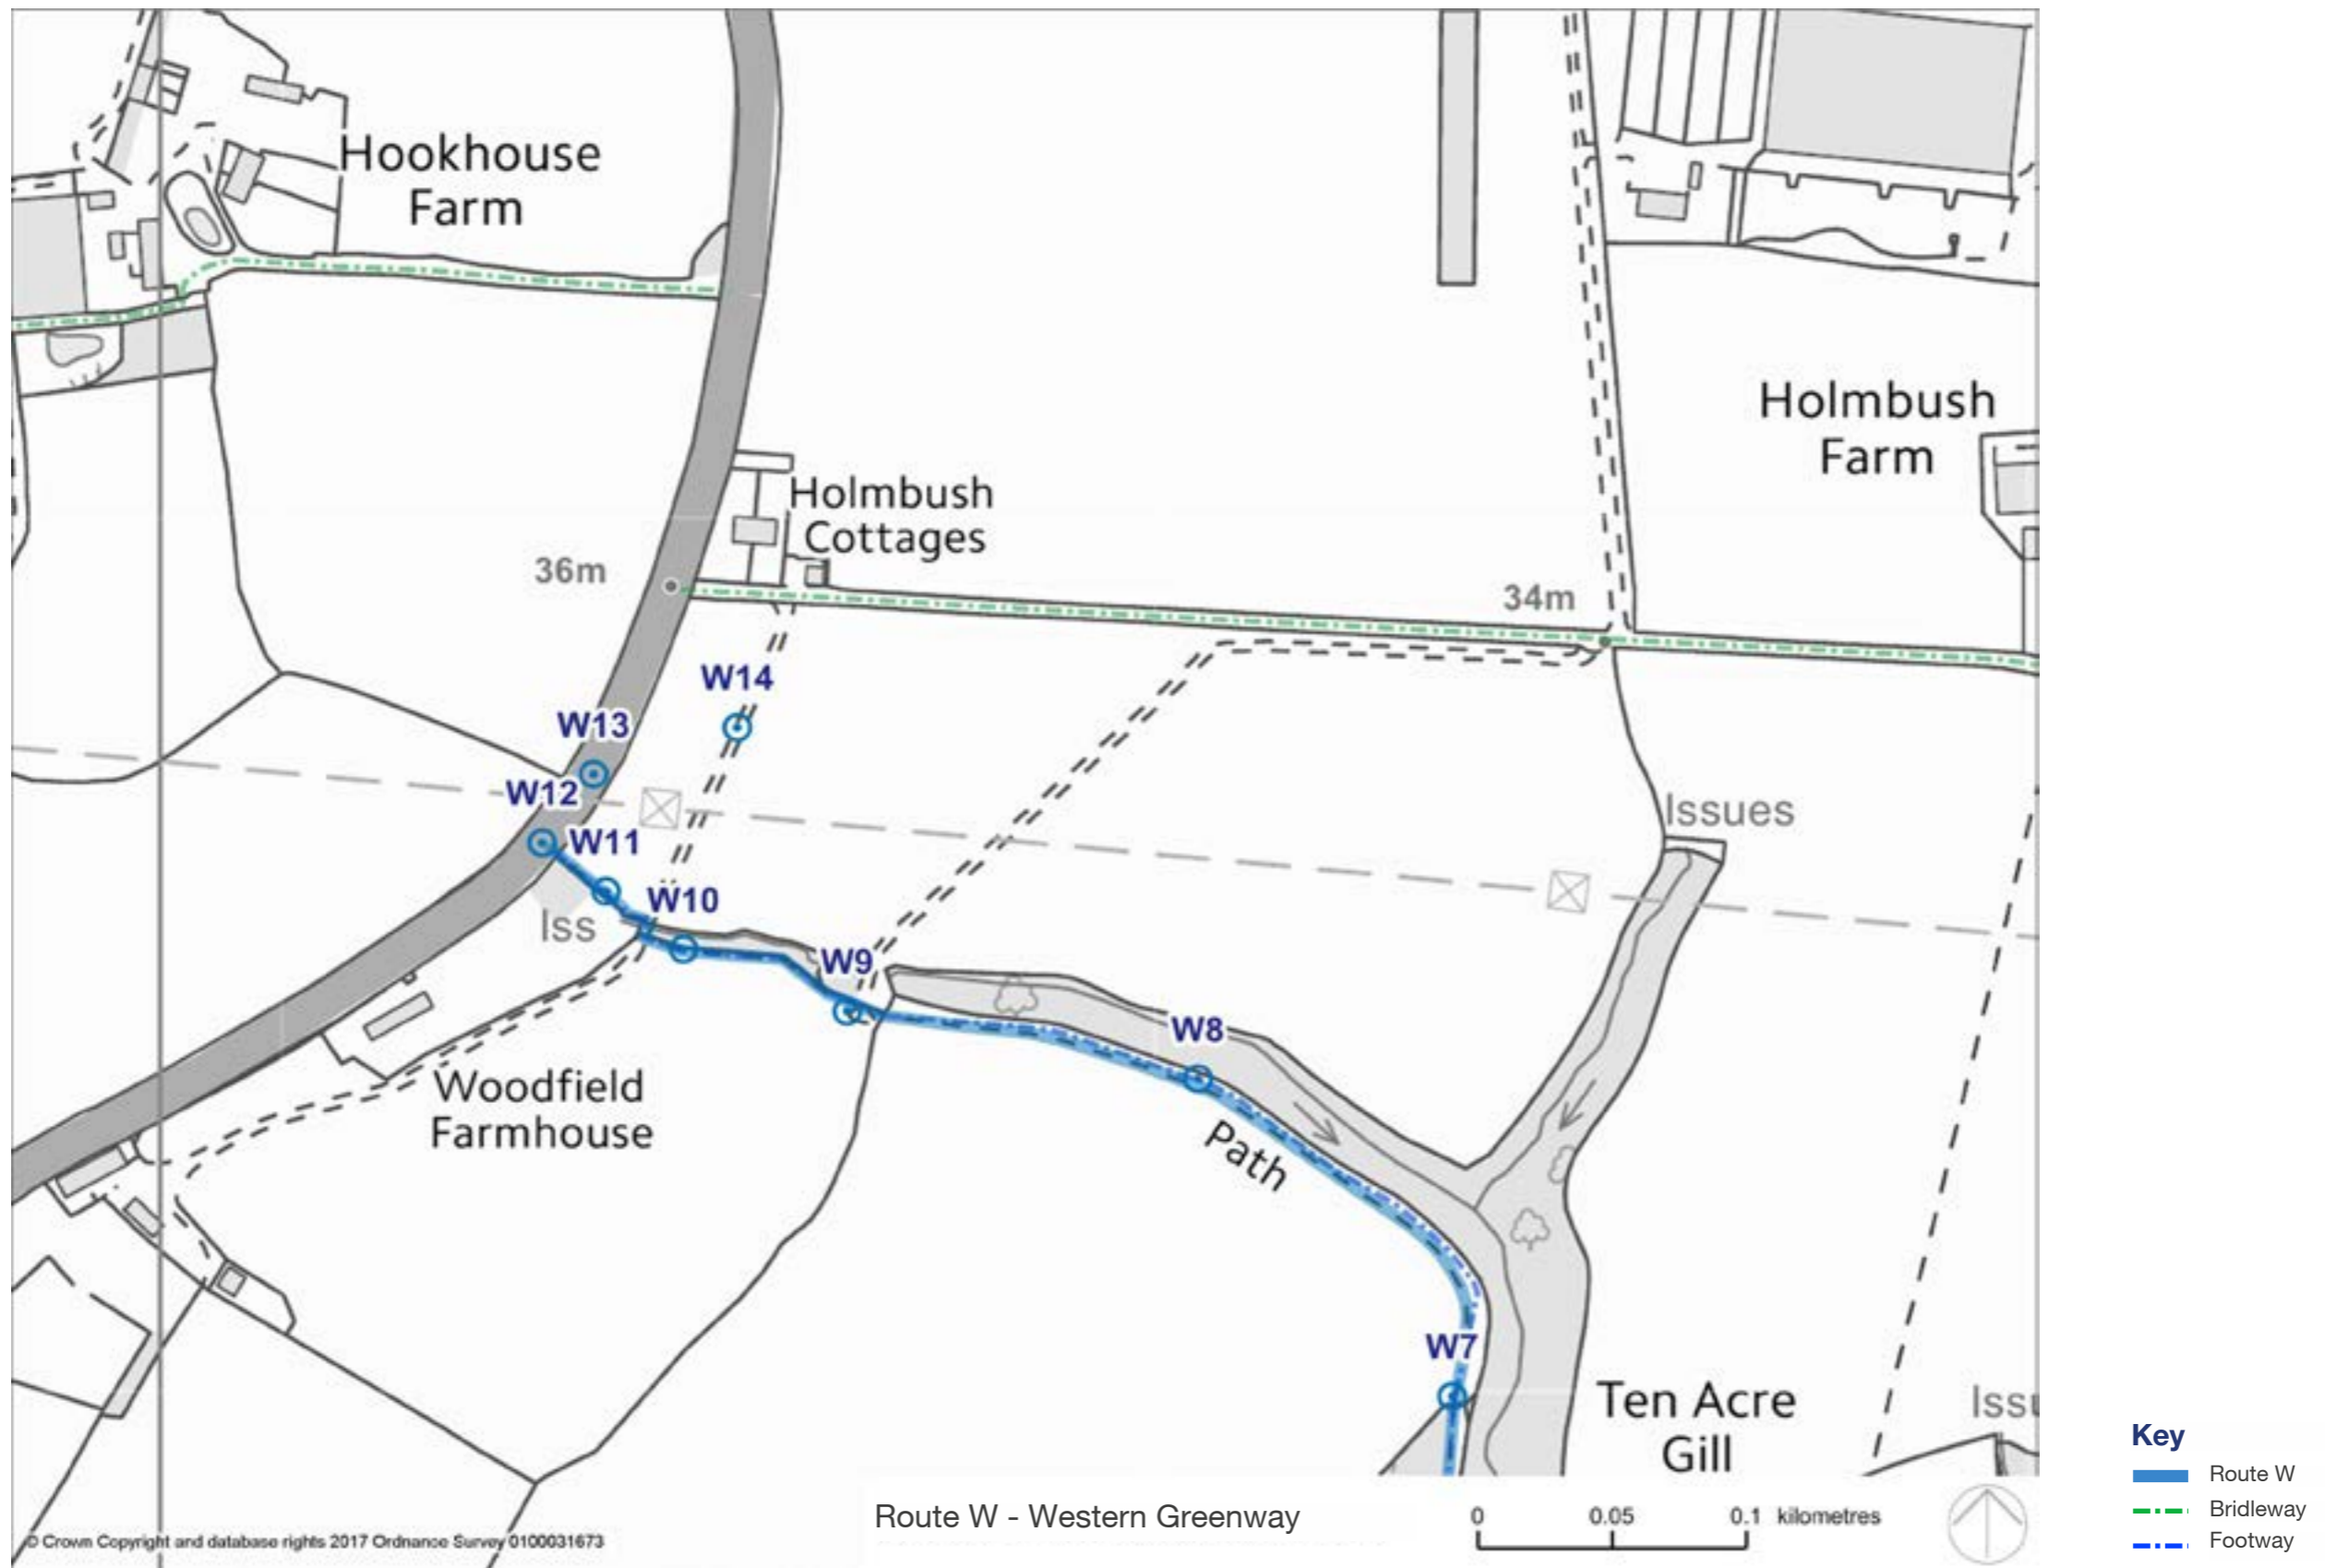 Hookhouse
Farm
Holmbush
Farm
Holmbush
Cottages
36m
34m
W14
W13
W12
W11
W10
Iss
W9
Issues
W8
Path
Woodfield
Farmhouse
W7
Ten Acre
Gill
Issu
Key
Route W
Bridleway
Footway
Route W - Western Greenway
0 0.05 0.1 kilometres
© Crown Copyright and database rights 2017 Ordnance Survey 0100031673